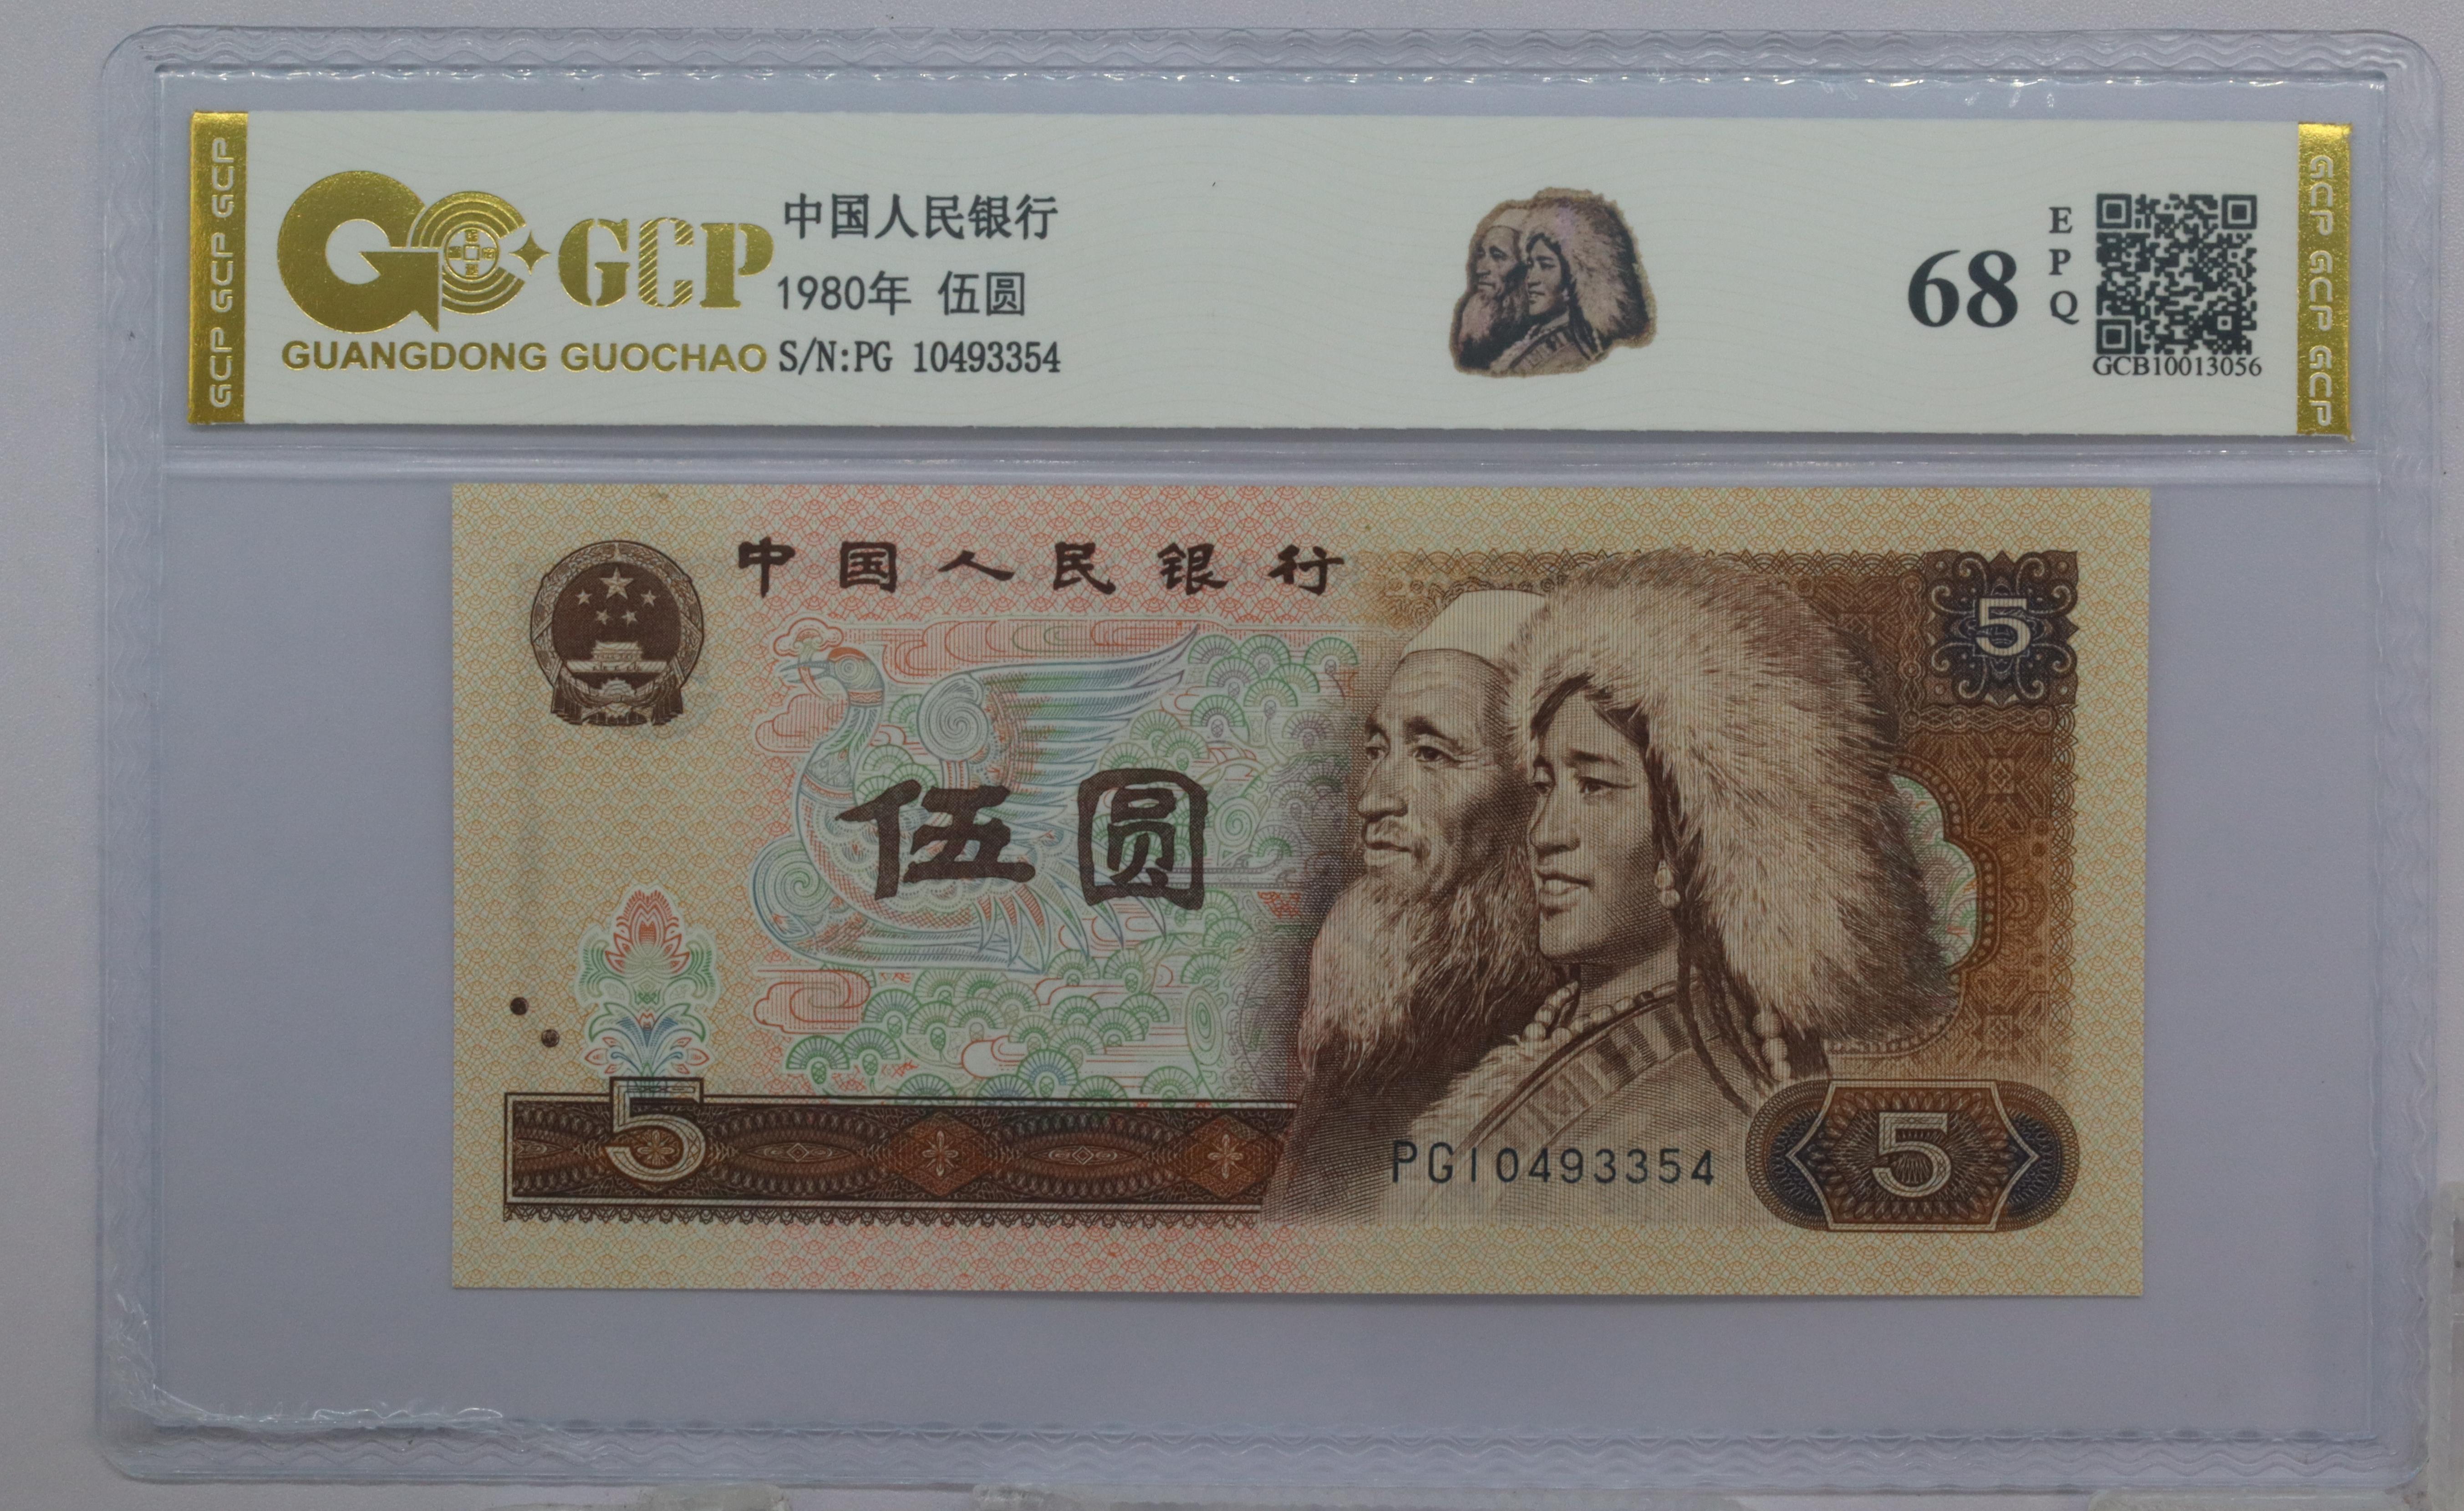 GCP GCP GCP
GCP
中国人民银行
1980年 伍圆
GUANGDONG GUOCHAO
S/N:PG 10493354
68
EPQ
GCB10013056
GCP GCP GCP
中国人民银行
5
伍圆
5
PG10493354
5